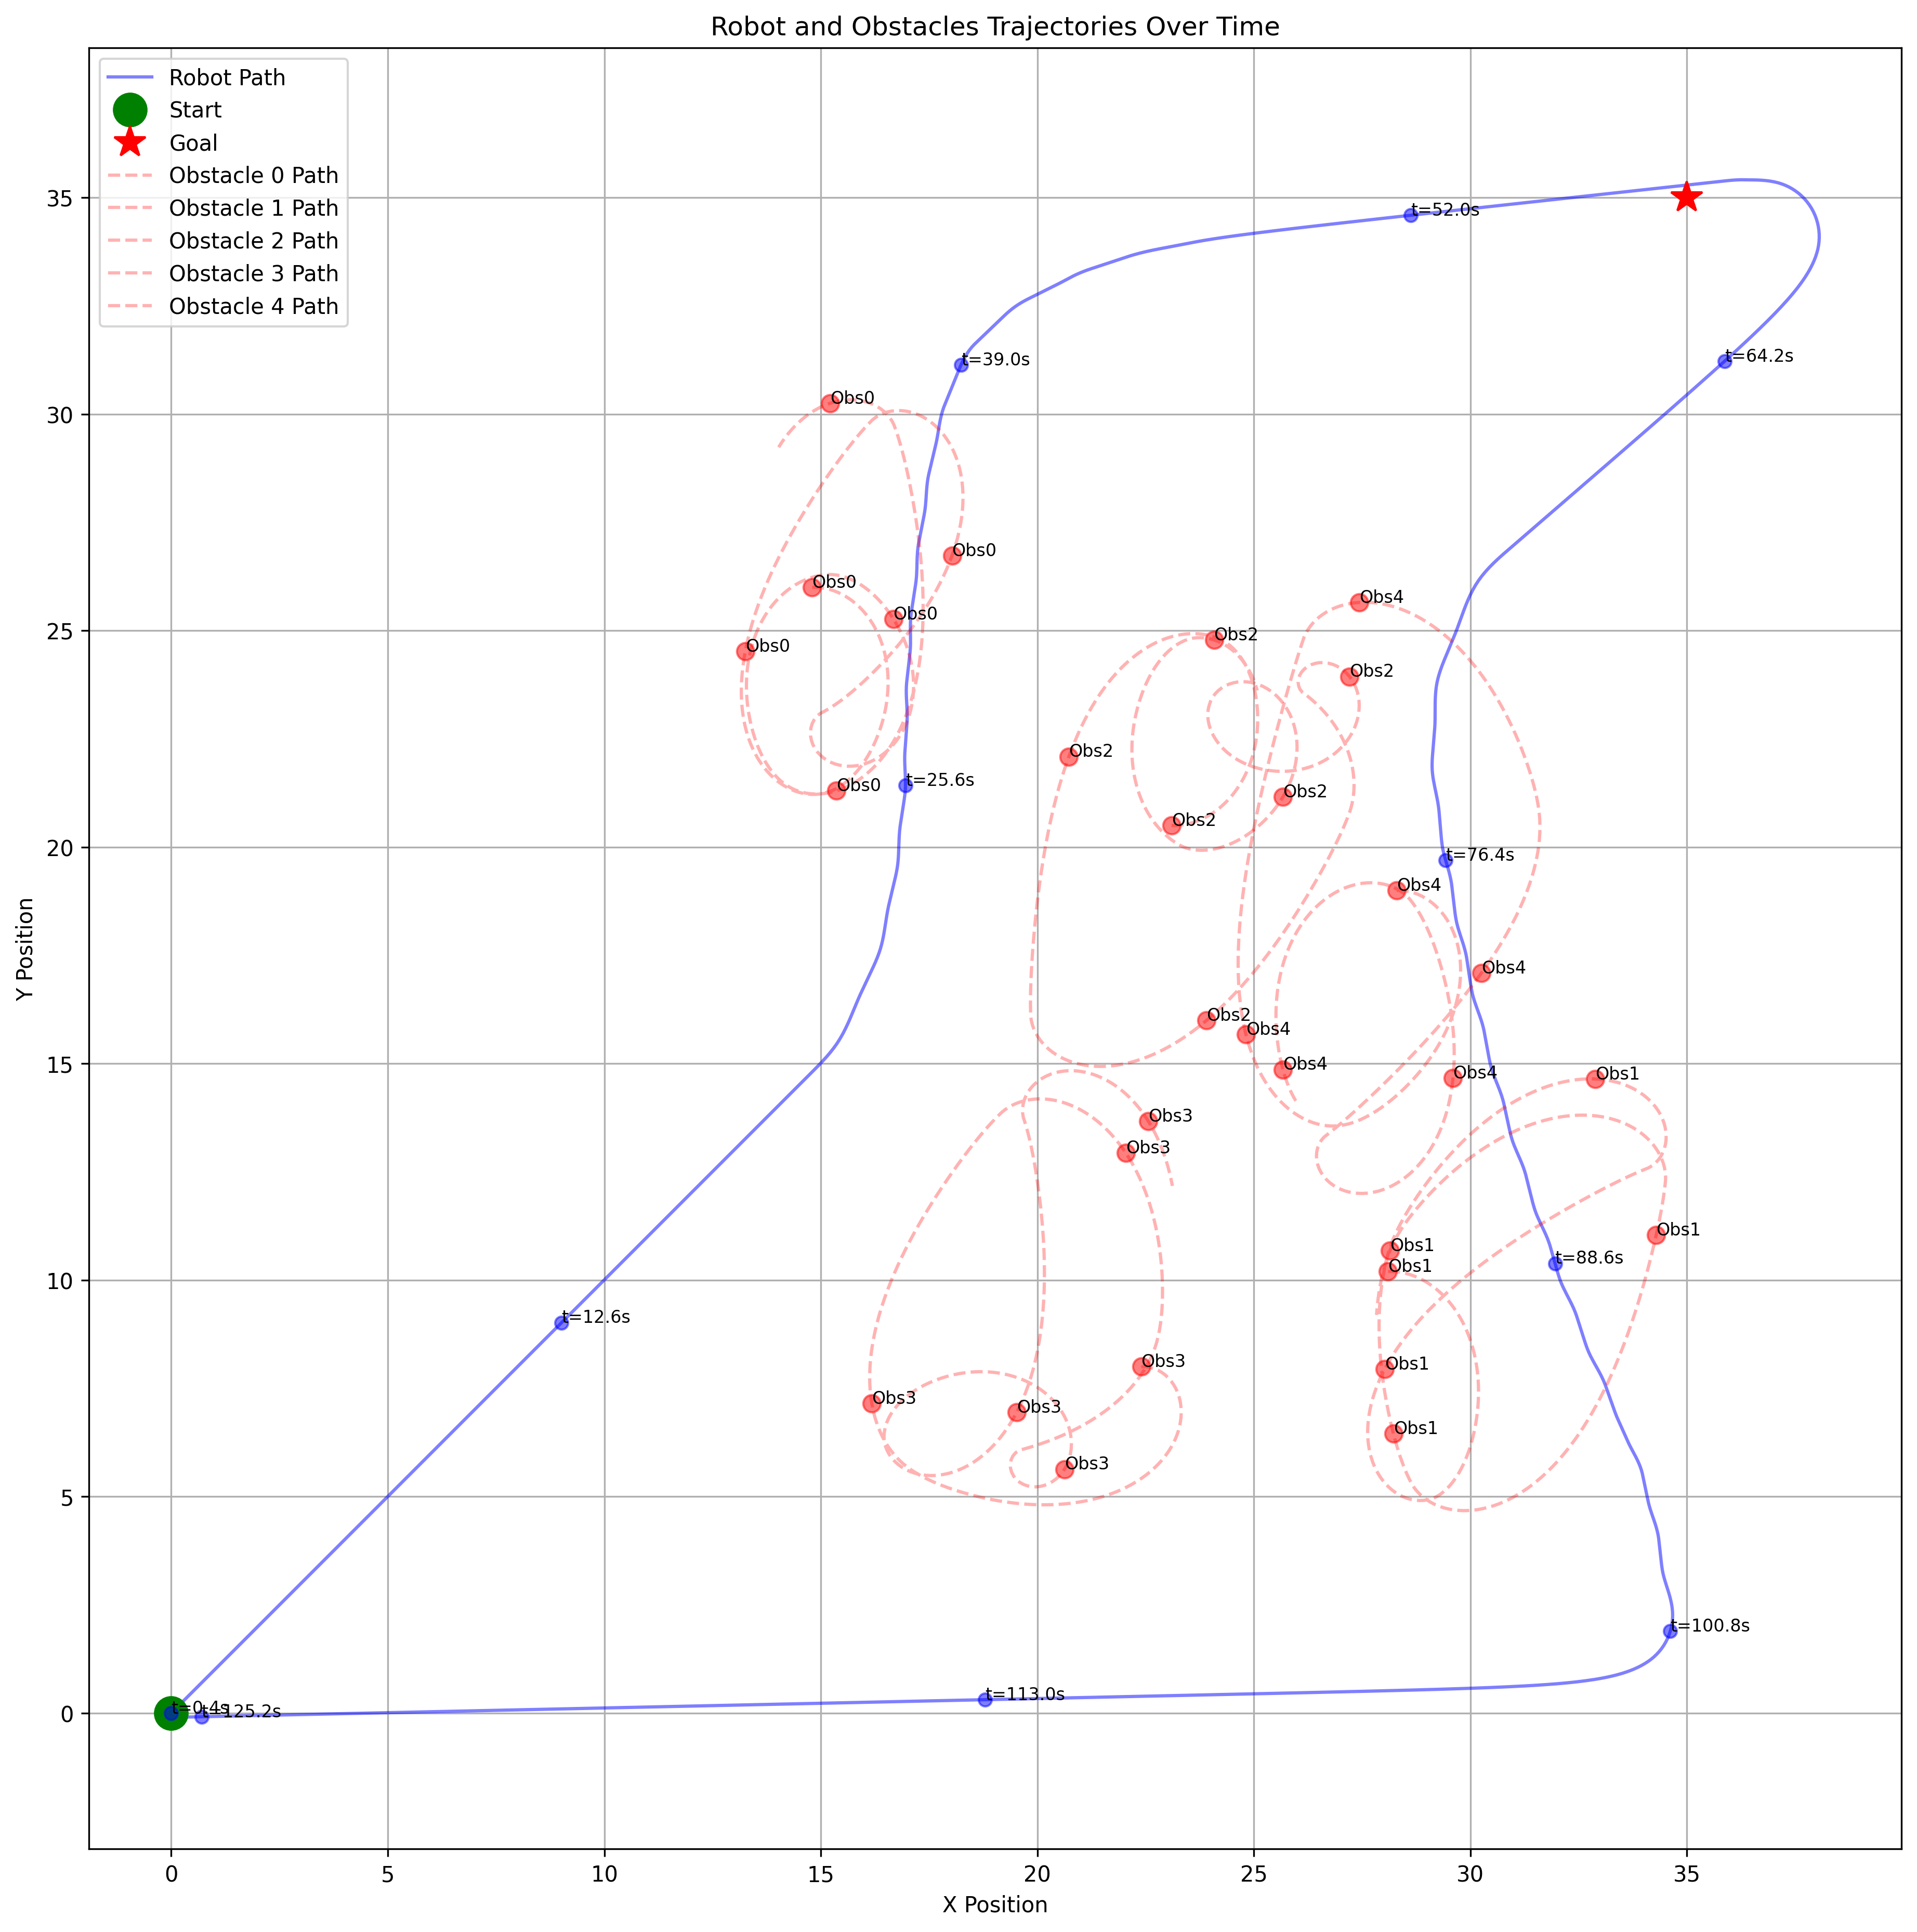 Robot and Obstacles Trajectories Over Time
Robot Path
Start
Goal
Obstacle 0 Path
Obstacle 1 Path
Obstacle 2 Path
Obstacle 3 Path
Obstacle 4 Path
35
30
25
20
15
10
5
0
Y Position
t=52.0s
t=39.0s
t=64.2s
Obs0
Obs0
Obs0
Obs0
Obs0
Obs0
t=25.6s
Obs4
Obs2
Obs2
Obs2
Obs2
Obs2
t=76.4s
Obs4
Obs4
Obs2
Obs4
Obs4
Obs4
Obs1
Obs3
Obs3
Obs1
Obs1
Obs1
t=88.6s
t=12.6s
Obs3
Obs1
Obs3
Obs3
Obs1
Obs3
t=100.8s
t=113.0s
t=0.4s
t=125.2s
0
5
10
15
20
25
30
35
X Position